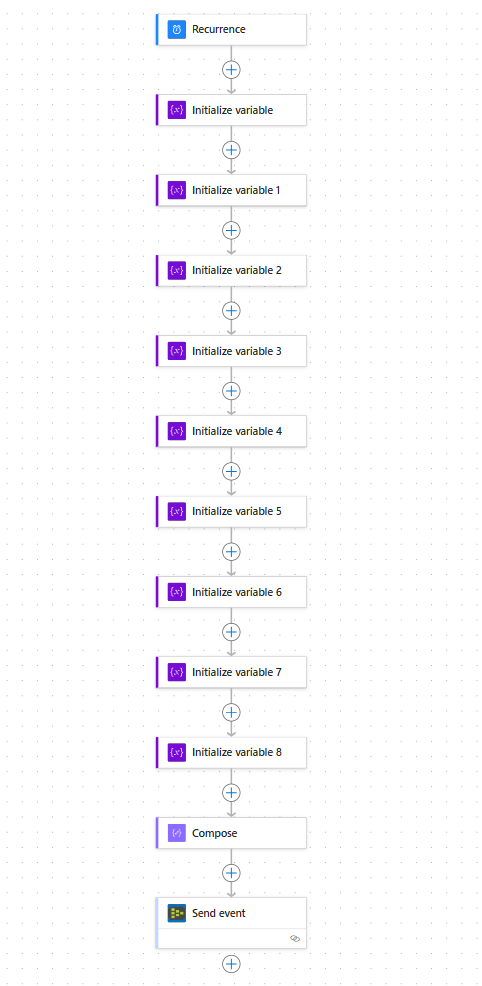 Recurrence
{x} Initialize variable
{x} Initialize variable 1
{x} Initialize variable 2
{x} Initialize variable 3
{x} Initialize variable 4
{x} Initialize variable 5
{x} Initialize variable 6
{x} Initialize variable 7
{x} Initialize variable 8
Compose
Send event